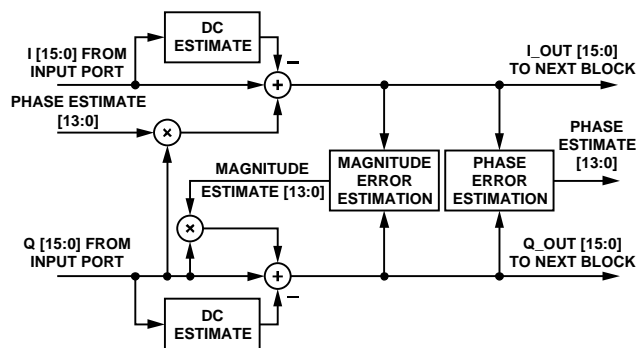 DC
ESTIMATE
I [15:0] FROM
INPUT PORT
I_OUT [15:0]
TO NEXT BLOCK
–
+
PHASE ESTIMATE
[13:0]
×
PHASE
ESTIMATE
[13:0]
MAGNITUDE
ESTIMATE [13:0]
MAGNITUDE
ERROR
ESTIMATION
PHASE
ERROR
ESTIMATION
×
Q [15:0] FROM
INPUT PORT
Q_OUT [15:0]
TO NEXT BLOCK
+
–
DC
ESTIMATE